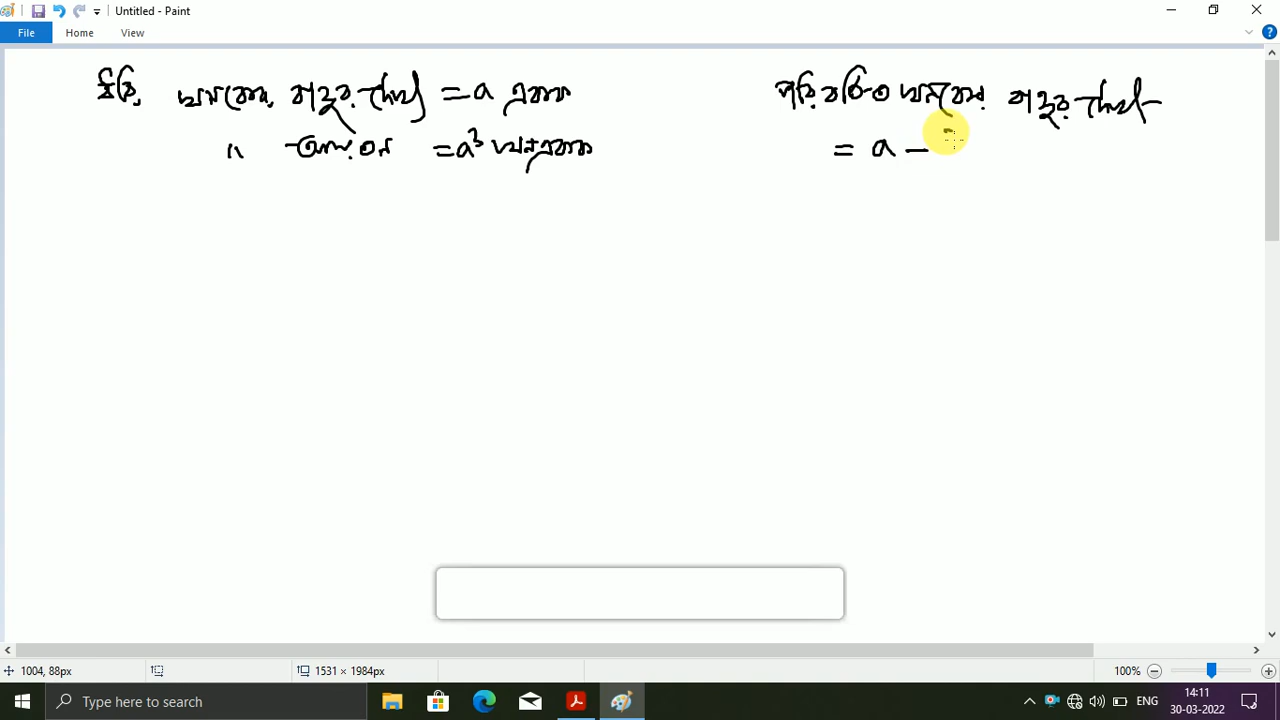 Untitled - Paint
File Home View
ধরি, ঘনকের বাহুর দৈর্ঘ্য = a একক
" আয়তন = a³ ঘনএকক
পরিবর্তিত ঘনকের বাহুর দৈর্ঘ্য
= a –
1004, 88px
1531 × 1984px
100%
Type here to search
ENG
14:11
30-03-2022